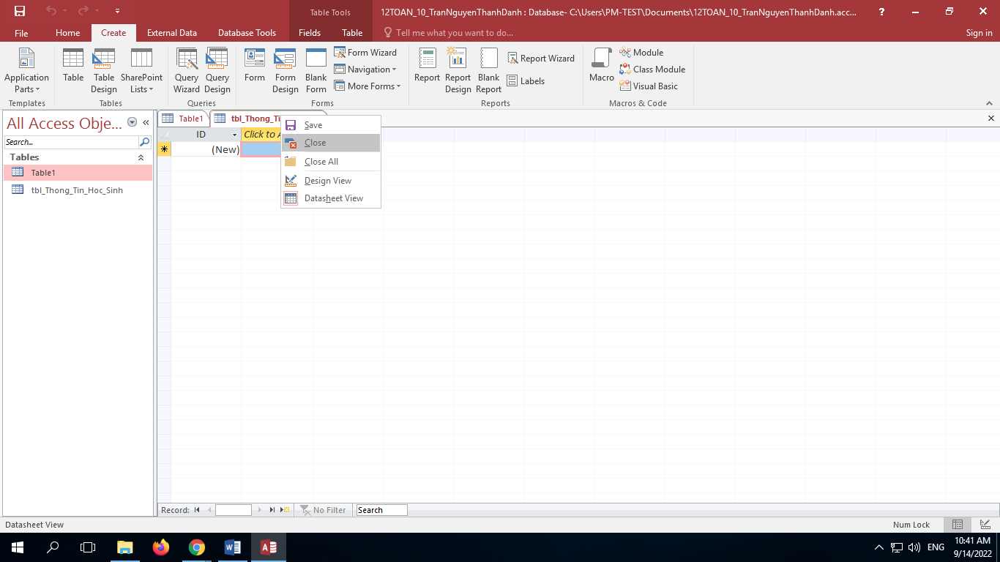 Table Tools
12TOAN_10_TranNguyenThanhDanh : Database- C:\Users\PM-TEST\Documents\12TOAN_10_TranNguyenThanhDanh.acc...
?
File Home Create External Data Database Tools Fields Table Tell me what you want to do... Sign in
Application Parts
Templates
Table
Table Design
SharePoint Lists
Tables
Query Wizard
Query Design
Queries
Form
Form Design
Blank Form
Form Wizard
Navigation
More Forms
Forms
Report
Report Design
Blank Report
Report Wizard
Labels
Reports
Macro
Module
Class Module
Visual Basic
Macros & Code
All Access Obje...
Search...
Tables
Table1
tbl_Thong_Tin_Hoc_Sinh
Table1
tbl_Thong_Ti
ID
Click to A
(New)
Save
Close
Close All
Design View
Datasheet View
Record: No Filter Search
Datasheet View
Num Lock
ENG
10:41 AM
9/14/2022